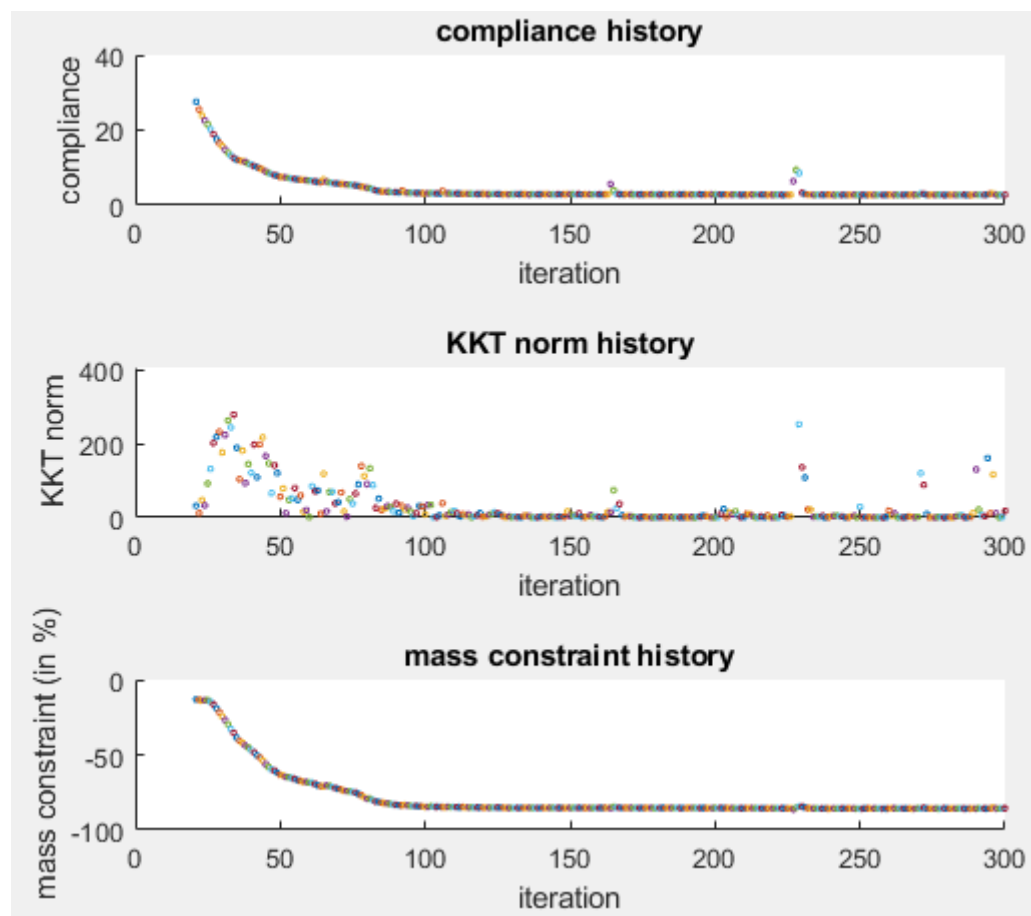 compliance history
compliance
40
20
0
0 50 100 150 200 250 300
iteration
KKT norm history
KKT norm
400
200
0
0 50 100 150 200 250 300
iteration
mass constraint history
mass constraint (in %)
0
-50
-100
0 50 100 150 200 250 300
iteration